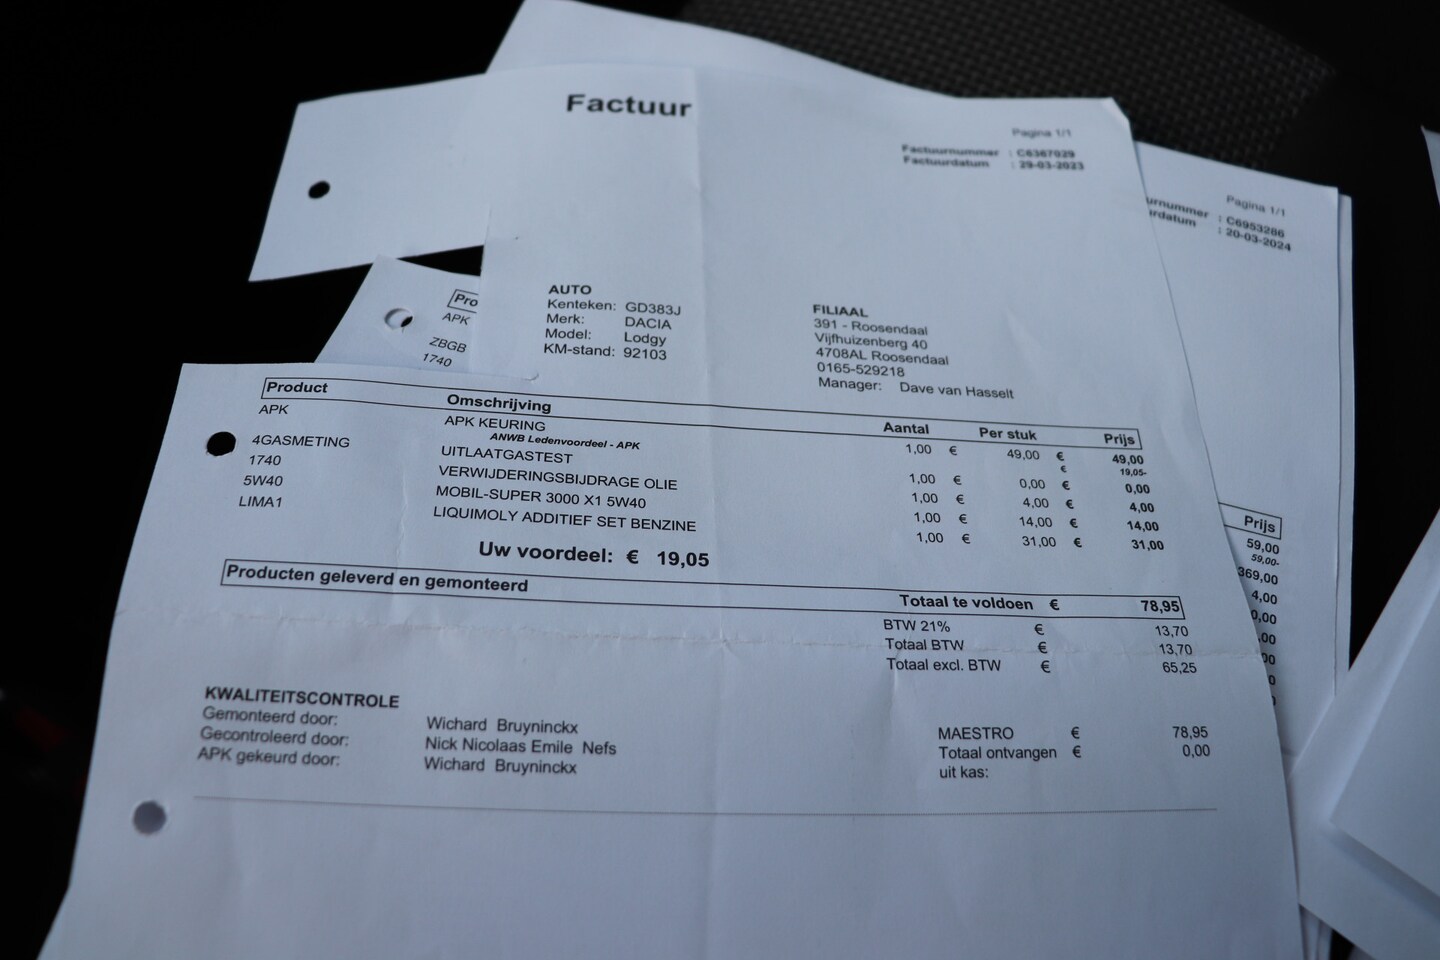 Factuur
Pagina 1/1
Factuurnummer : C6367029
Factuurdatum : 29-03-2023
Pagina 1/1
urnummer : C6953286
urdatum : 20-03-2024
AUTO
Kenteken: GD383J
Merk: DACIA
Model: Lodgy
KM-stand: 92103
FILIAAL
391 - Roosendaal
Vijfhuizenberg 40
4708AL Roosendaal
0165-529218
Manager: Dave van Hasselt
Pro
APK
ZBGB
1740
Product Omschrijving Aantal Per stuk Prijs
APK APK KEURING 1,00 € 49,00 € 49,00
ANWB Ledenvoordeel - APK € 19,05-
4GASMETING UITLAATGASTEST 1,00 € 0,00 € 0,00
1740 VERWIJDERINGSBIJDRAGE OLIE 1,00 € 4,00 € 4,00
5W40 MOBIL-SUPER 3000 X1 5W40 1,00 € 14,00 € 14,00
LIMA1 LIQUIMOLY ADDITIEF SET BENZINE 1,00 € 31,00 € 31,00
Uw voordeel: € 19,05
Producten geleverd en gemonteerd Totaal te voldoen € 78,95
BTW 21% € 13,70
Totaal BTW € 13,70
Totaal excl. BTW € 65,25
KWALITEITSCONTROLE
Gemonteerd door: Wichard Bruyninckx
Gecontroleerd door: Nick Nicolaas Emile Nefs
APK gekeurd door: Wichard Bruyninckx
MAESTRO € 78,95
Totaal ontvangen € 0,00
uit kas:
Prijs
59,00
59,00-
369,00
4,00
0,00
,00
00
0